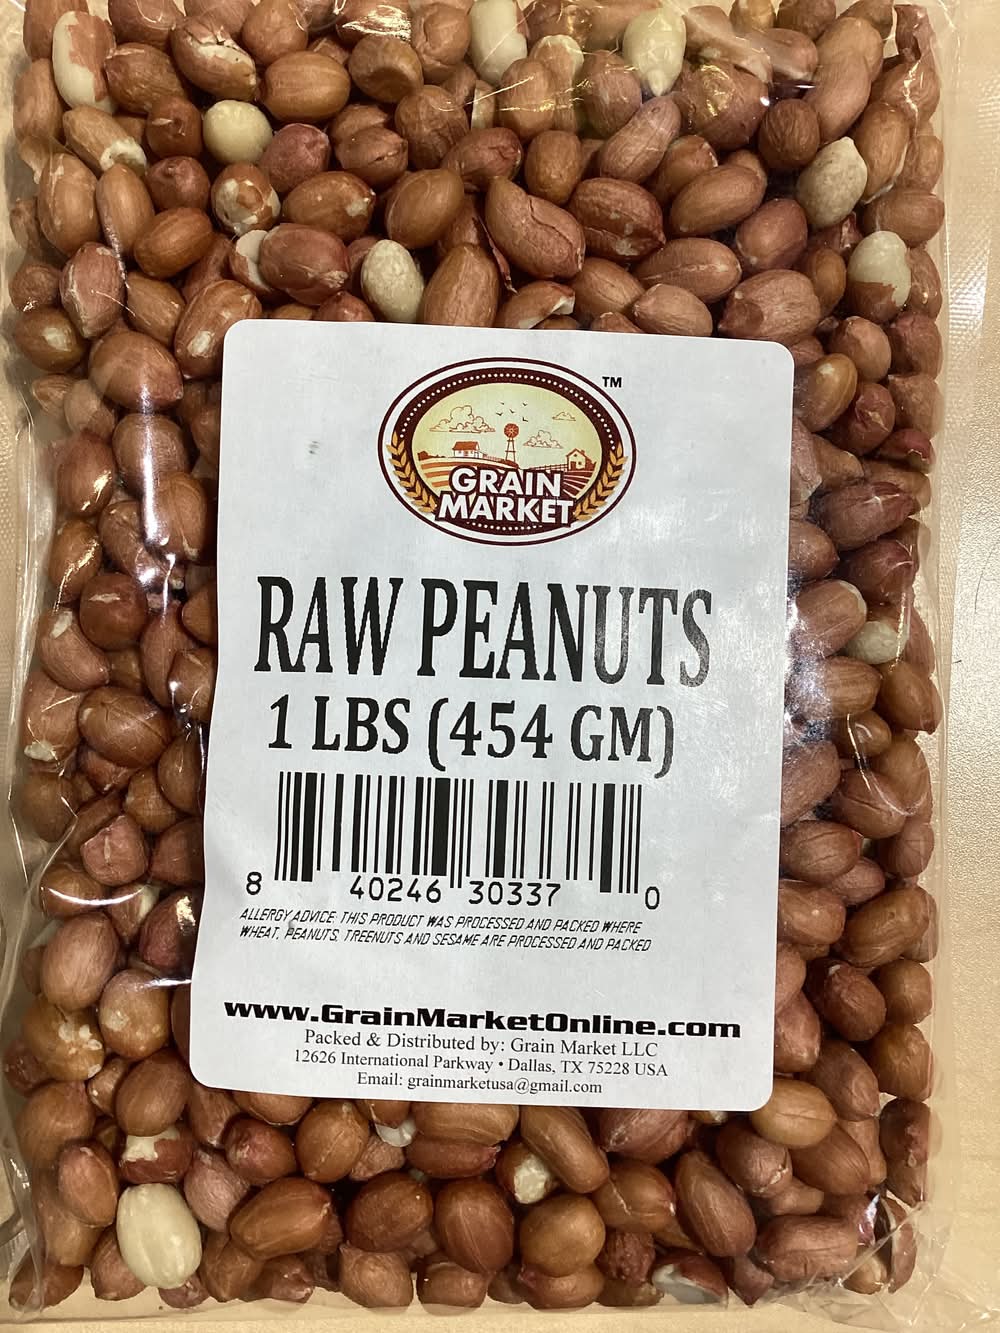 TM
GRAIN
MARKET
RAW PEANUTS
1 LBS (454 GM)
8 40246 30337 0
ALLERGY ADVICE: THIS PRODUCT WAS PROCESSED AND PACKED WHERE
WHEAT, PEANUTS, TREENUTS AND SESAME ARE PROCESSED AND PACKED
www.GrainMarketOnline.com
Packed & Distributed by: Grain Market LLC
12626 International Parkway • Dallas, TX 75228 USA
Email: grainmarketusa@gmail.com